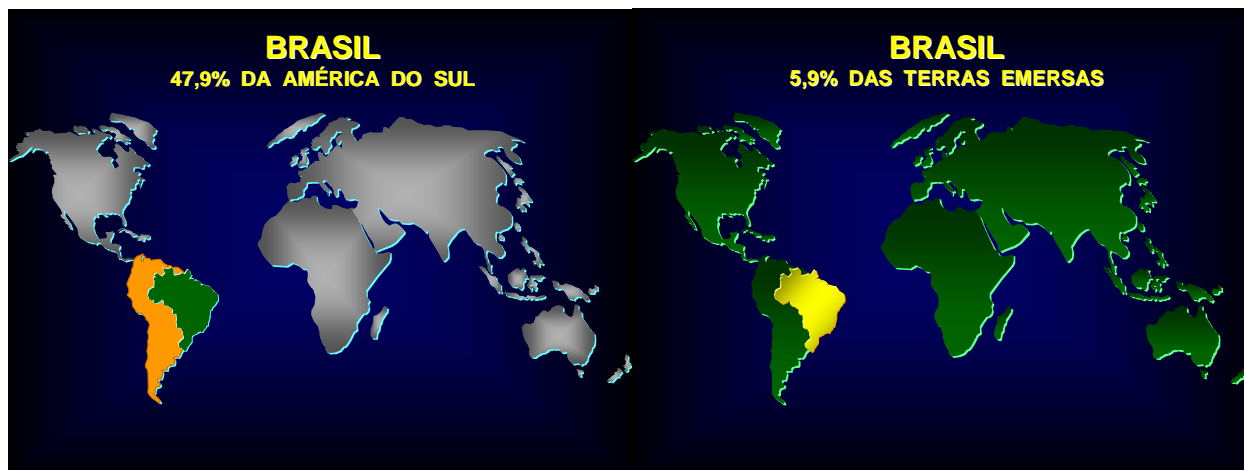 BRASIL
47,9% DA AMÉRICA DO SUL
BRASIL
5,9% DAS TERRAS EMERSAS